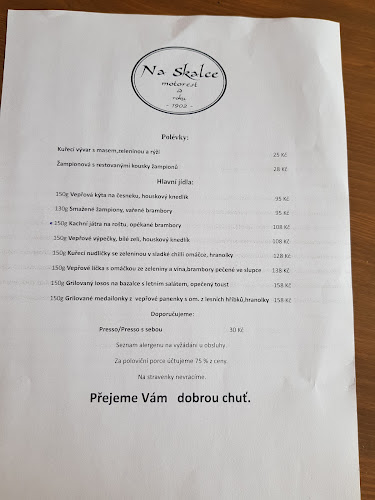 Na Skalce
motorest
a
roku
- 1902 -
Polévky:
Kuřecí vývar s masem,zeleninou a rýží 25 Kč
Žampionová s restovanými kousky žampionů 28 Kč
Hlavní jídla:
150g Vepřová kýta na česneku, houskový knedlík 95 Kč
130g Smažené žampiony, vařené brambory 95 Kč
• 150g Kachní játra na roštu, opékané brambory 108 Kč
150g Vepřové výpečky, bílé zelí, houskový knedlík 108 Kč
150g Kuřecí nudličky se zeleninou v sladké chilli omáčce, hranolky 128 Kč
150g Vepřové líčka s omáčkou ze zeleniny a vína,brambory pečené ve slupce 138 Kč
150g Grilovaný losos na bazalce s letním salátem, opečený toust 158 Kč
150g Grilované medailonky z vepřové panenky s om. z lesních hříbků,hranolky 158 Kč
Doporučujeme:
Presso/Presso s sebou 30 Kč
Seznam alergenu na vyžádání u obsluhy.
Za poloviční porce účtujeme 75 % z ceny.
Na stravenky nevracíme.
Přejeme Vám dobrou chuť.